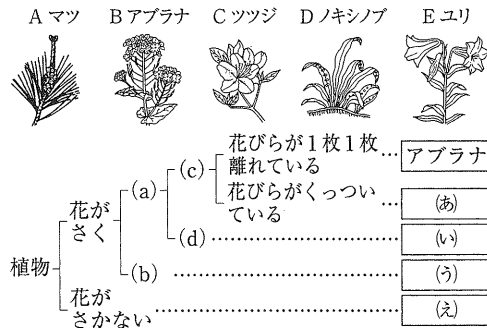 A マツ B アブラナ C ツツジ D ノキシノブ E ユリ
花びらが1枚1枚
離れている … アブラナ
(c)
花びらがくっつい
ている … (あ)
(a)
花が
さく
(d) … (い)
植物
(b) … (う)
花が
さかない … (え)